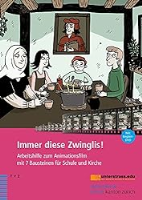 Immer diese Zwinglis!
Arbeitshilfe zum Animationsfilm
mit 7 Bausteinen für Schule und Kirche